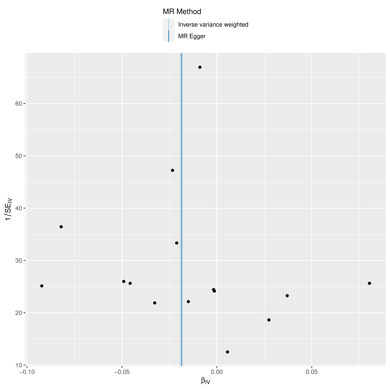 MR Method
Inverse variance weighted
MR Egger
60
50
40
30
20
10
1/SE_IV
−0.10 −0.05 0.00 0.05
β_IV